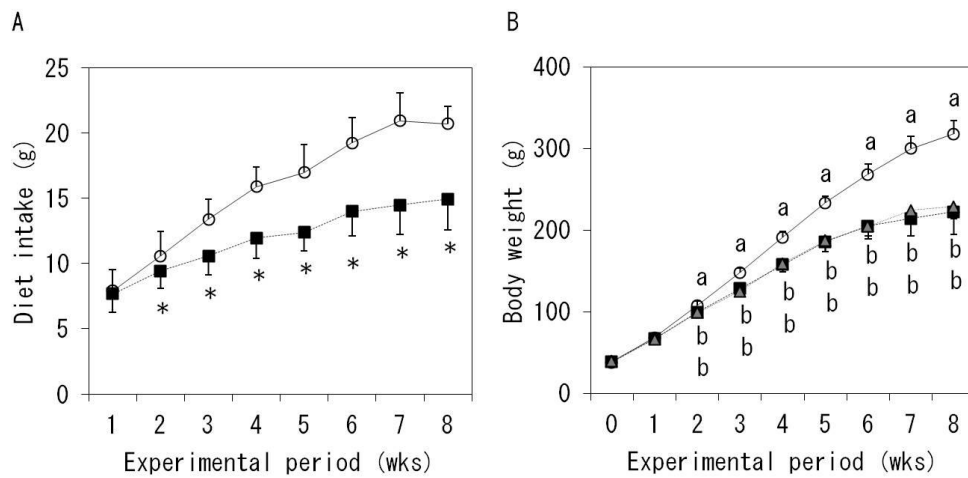 A
B
25
20
15
10
5
0
Diet intake (g)
* * * * * * *
1 2 3 4 5 6 7 8
Experimental period (wks)
400
300
200
100
0
Body weight (g)
a a a a a a a
b b b b b b b
b b b b b b b
0 1 2 3 4 5 6 7 8
Experimental period (wks)